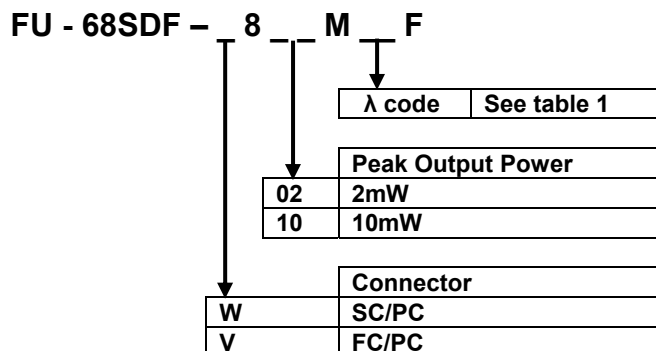 FU - 68SDF – _ 8 _ _ M __ F
λ code See table 1
Peak Output Power
02 2mW
10 10mW
Connector
W SC/PC
V FC/PC